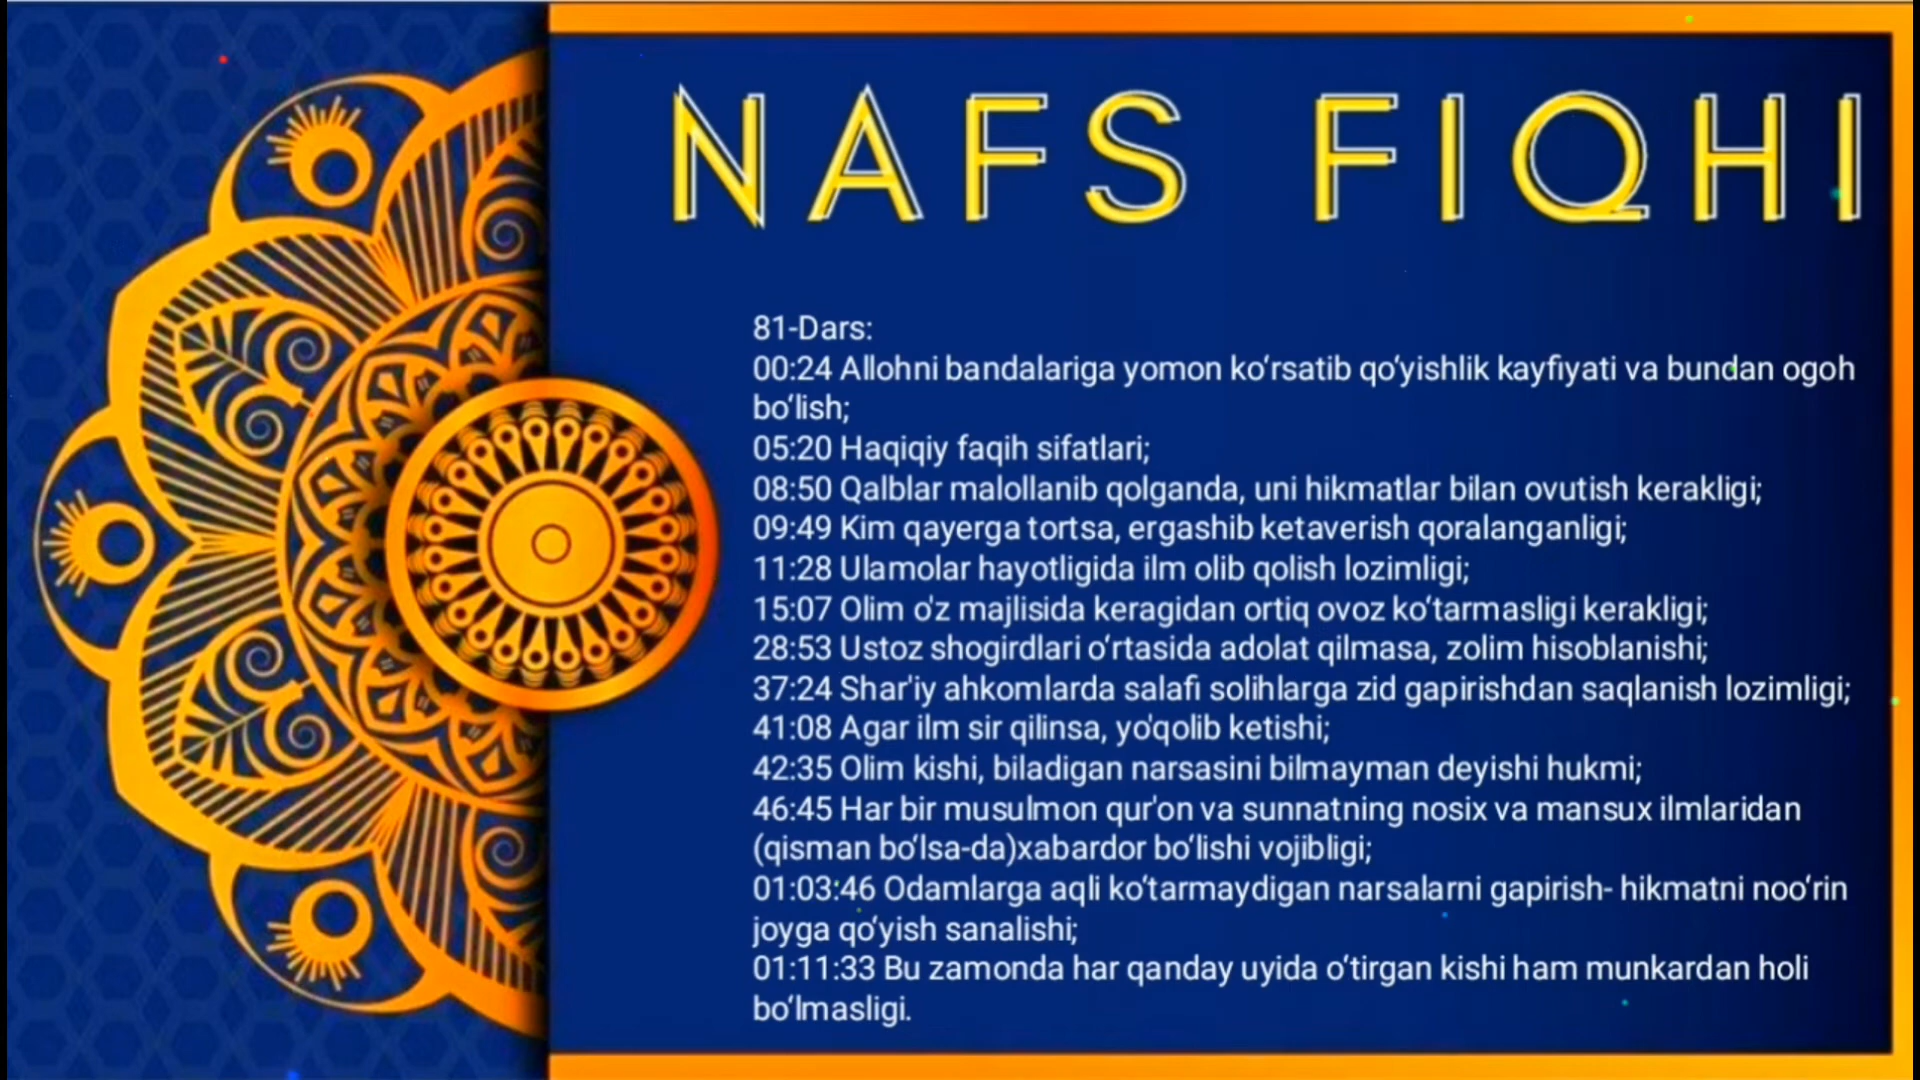 NAFS FIQHI
81-Dars:
00:24 Allohni bandalariga yomon ko‘rsatib qo‘yishlik kayfiyati va bundan ogoh
bo‘lish;
05:20 Haqiqiy faqih sifatlari;
08:50 Qalblar malollanib qolganda, uni hikmatlar bilan ovutish kerakligi;
09:49 Kim qayerga tortsa, ergashib ketaverish qoralanganligi;
11:28 Ulamolar hayotligida ilm olib qolish lozimligi;
15:07 Olim o'z majlisida keragidan ortiq ovoz ko‘tarmasligi kerakligi;
28:53 Ustoz shogirdlari o‘rtasida adolat qilmasa, zolim hisoblanishi;
37:24 Shar'iy ahkomlarda salafi solihlarga zid gapirishdan saqlanish lozimligi;
41:08 Agar ilm sir qilinsa, yo'qolib ketishi;
42:35 Olim kishi, biladigan narsasini bilmayman deyishi hukmi;
46:45 Har bir musulmon qur'on va sunnatning nosix va mansux ilmlaridan
(qisman bo‘lsa-da)xabardor bo‘lishi vojibligi;
01:03:46 Odamlarga aqli ko‘tarmaydigan narsalarni gapirish- hikmatni noo‘rin
joyga qo‘yish sanalishi;
01:11:33 Bu zamonda har qanday uyida o‘tirgan kishi ham munkardan holi
bo‘lmasligi.